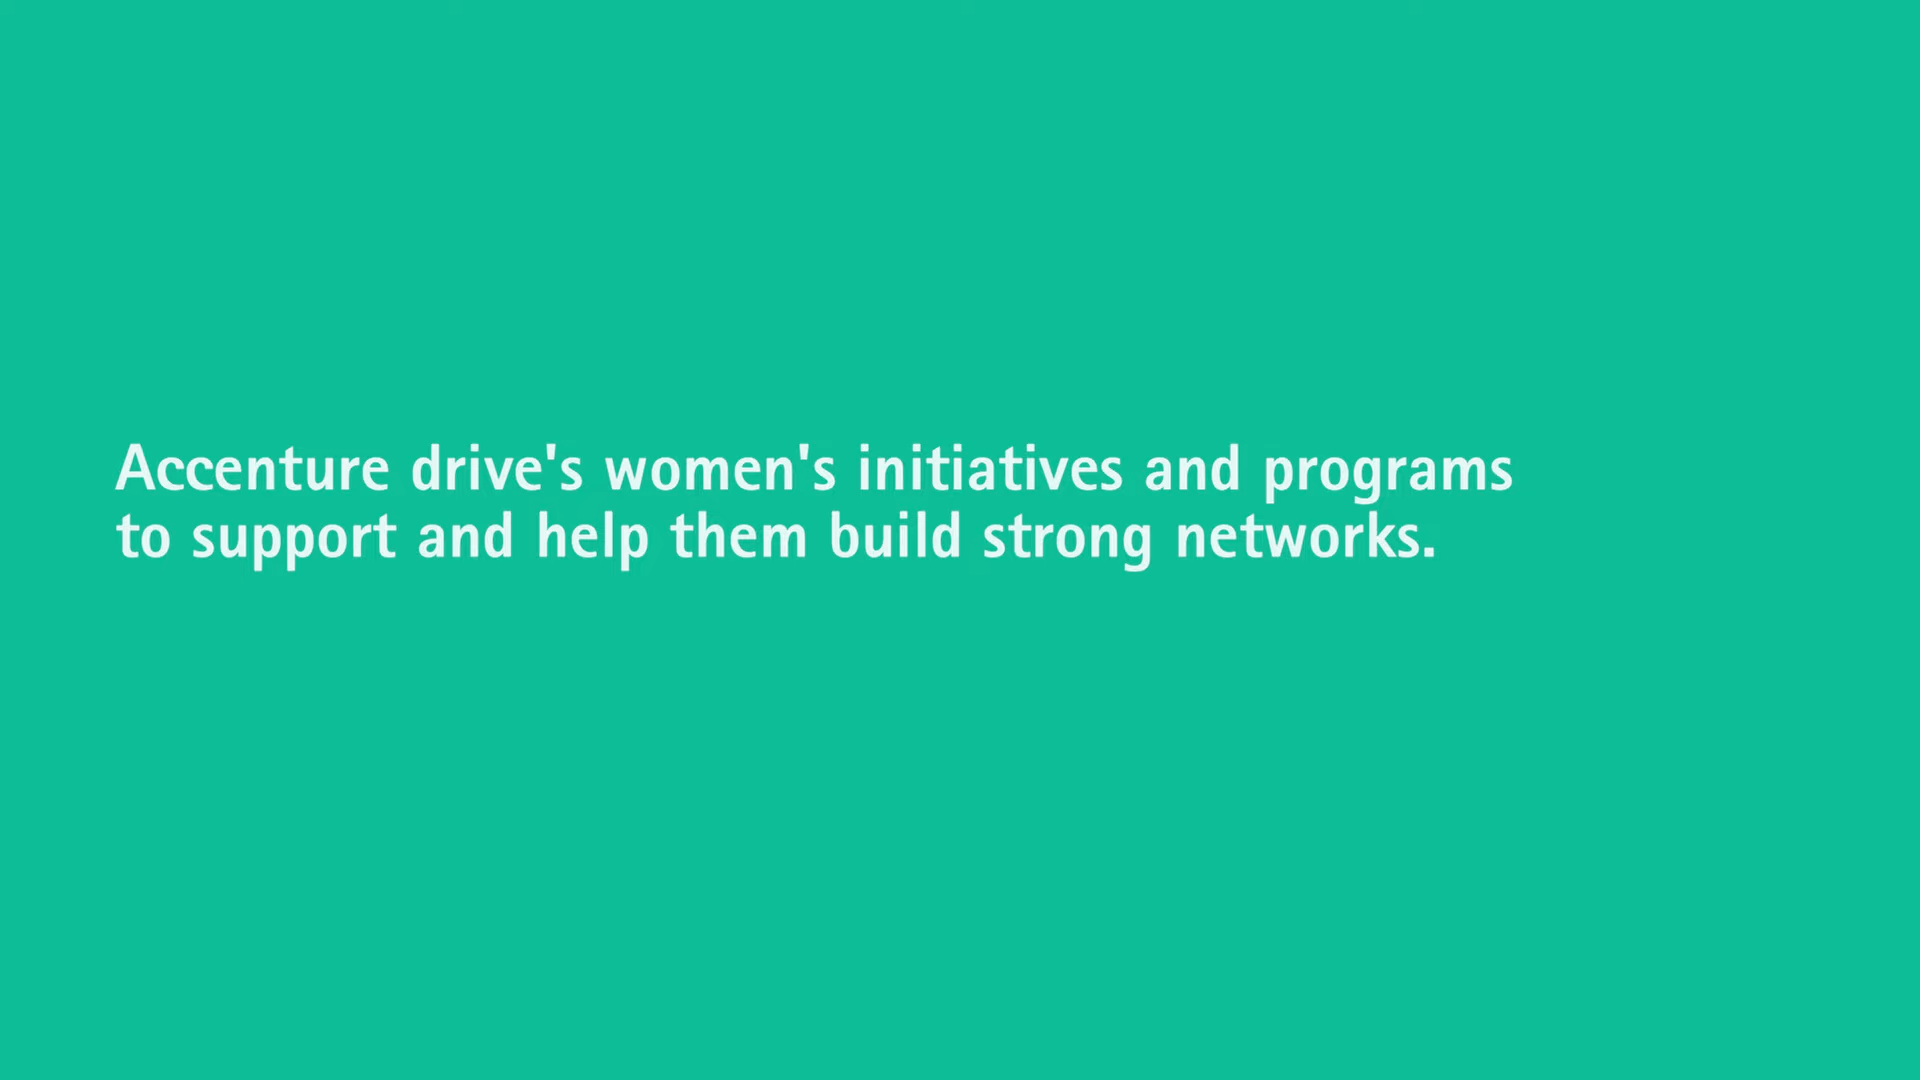 Accenture drive's women's initiatives and programs
to support and help them build strong networks.